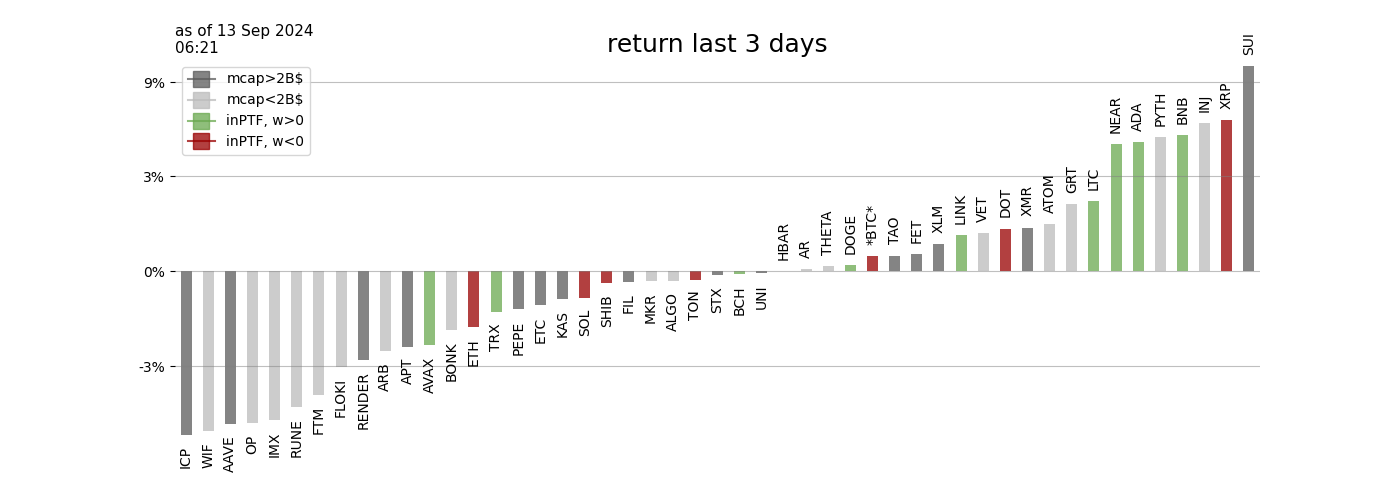 as of 13 Sep 2024
06:21
return last 3 days
mcap>2B$
mcap<2B$
inPTF, w>0
inPTF, w<0
9%
3%
0%
-3%
ICP
WIF
AAVE
OP
IMX
RUNE
FTM
FLOKI
RENDER
ARB
APT
AVAX
BONK
ETH
TRX
PEPE
ETC
KAS
SOL
SHIB
FIL
MKR
ALGO
TON
STX
BCH
UNI
HBAR
AR
THETA
DOGE
*BTC*
TAO
FET
XLM
LINK
VET
DOT
XMR
ATOM
GRT
LTC
NEAR
ADA
PYTH
BNB
INJ
XRP
SUI